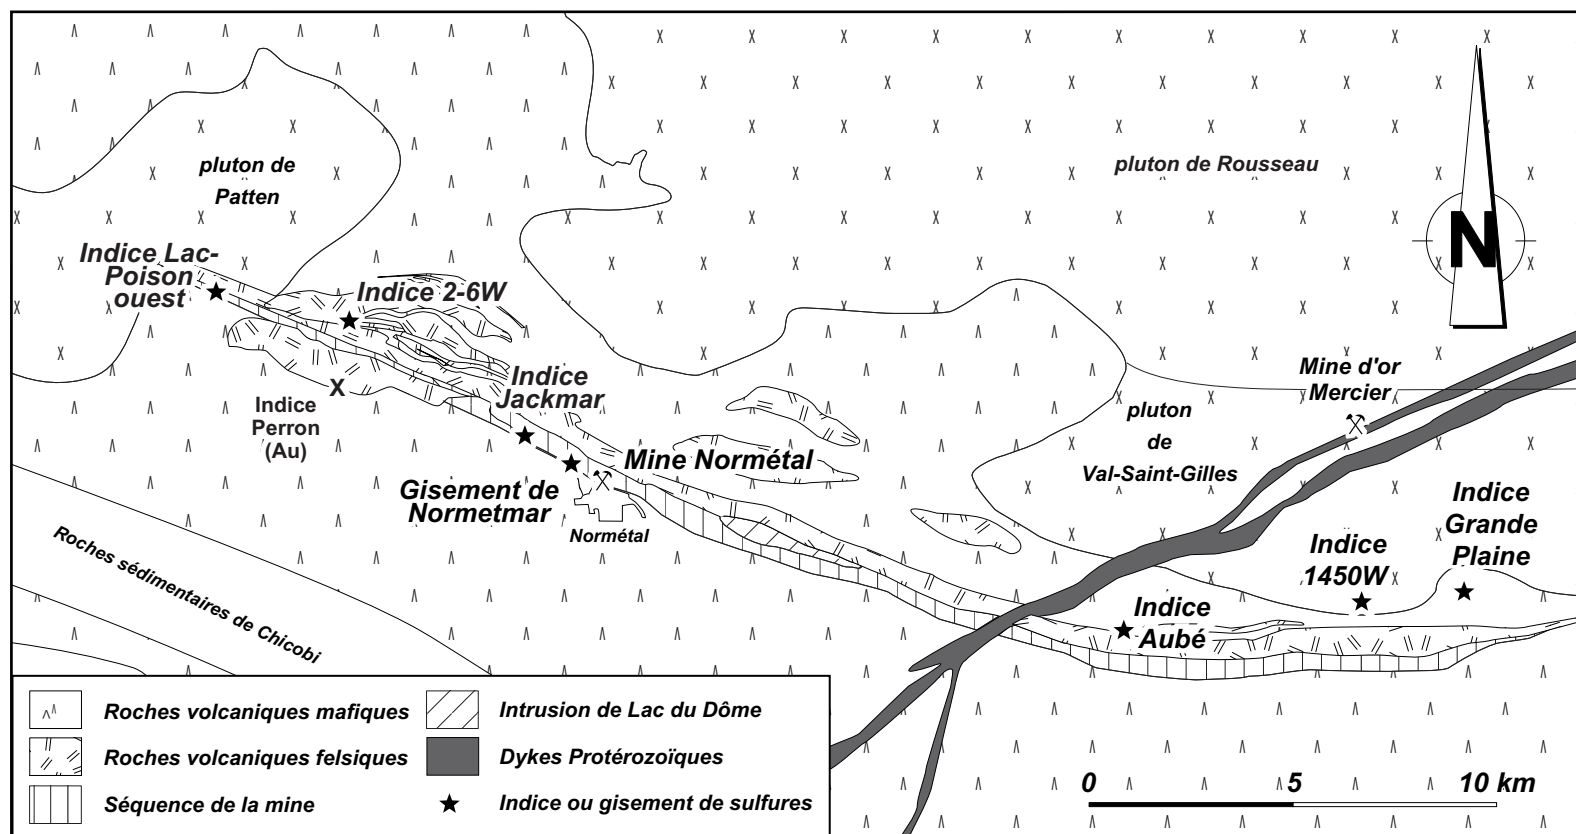 pluton de
Patten
pluton de Rousseau
N
Indice Lac-
Poison
ouest
Indice 2-6W
Indice
Jackmar
X
Indice
Perron
(Au)
Mine d'or
Mercier
pluton
de
Val-Saint-Gilles
Mine Normétal
Gisement de
Normetmar
Normétal
Indice
Grande
Plaine
Indice
1450W
Indice
Aubé
Roches sédimentaires de Chicobi
Roches volcaniques mafiques
Roches volcaniques felsiques
Séquence de la mine
Intrusion de Lac du Dôme
Dykes Protérozoïques
Indice ou gisement de sulfures
0 5 10 km